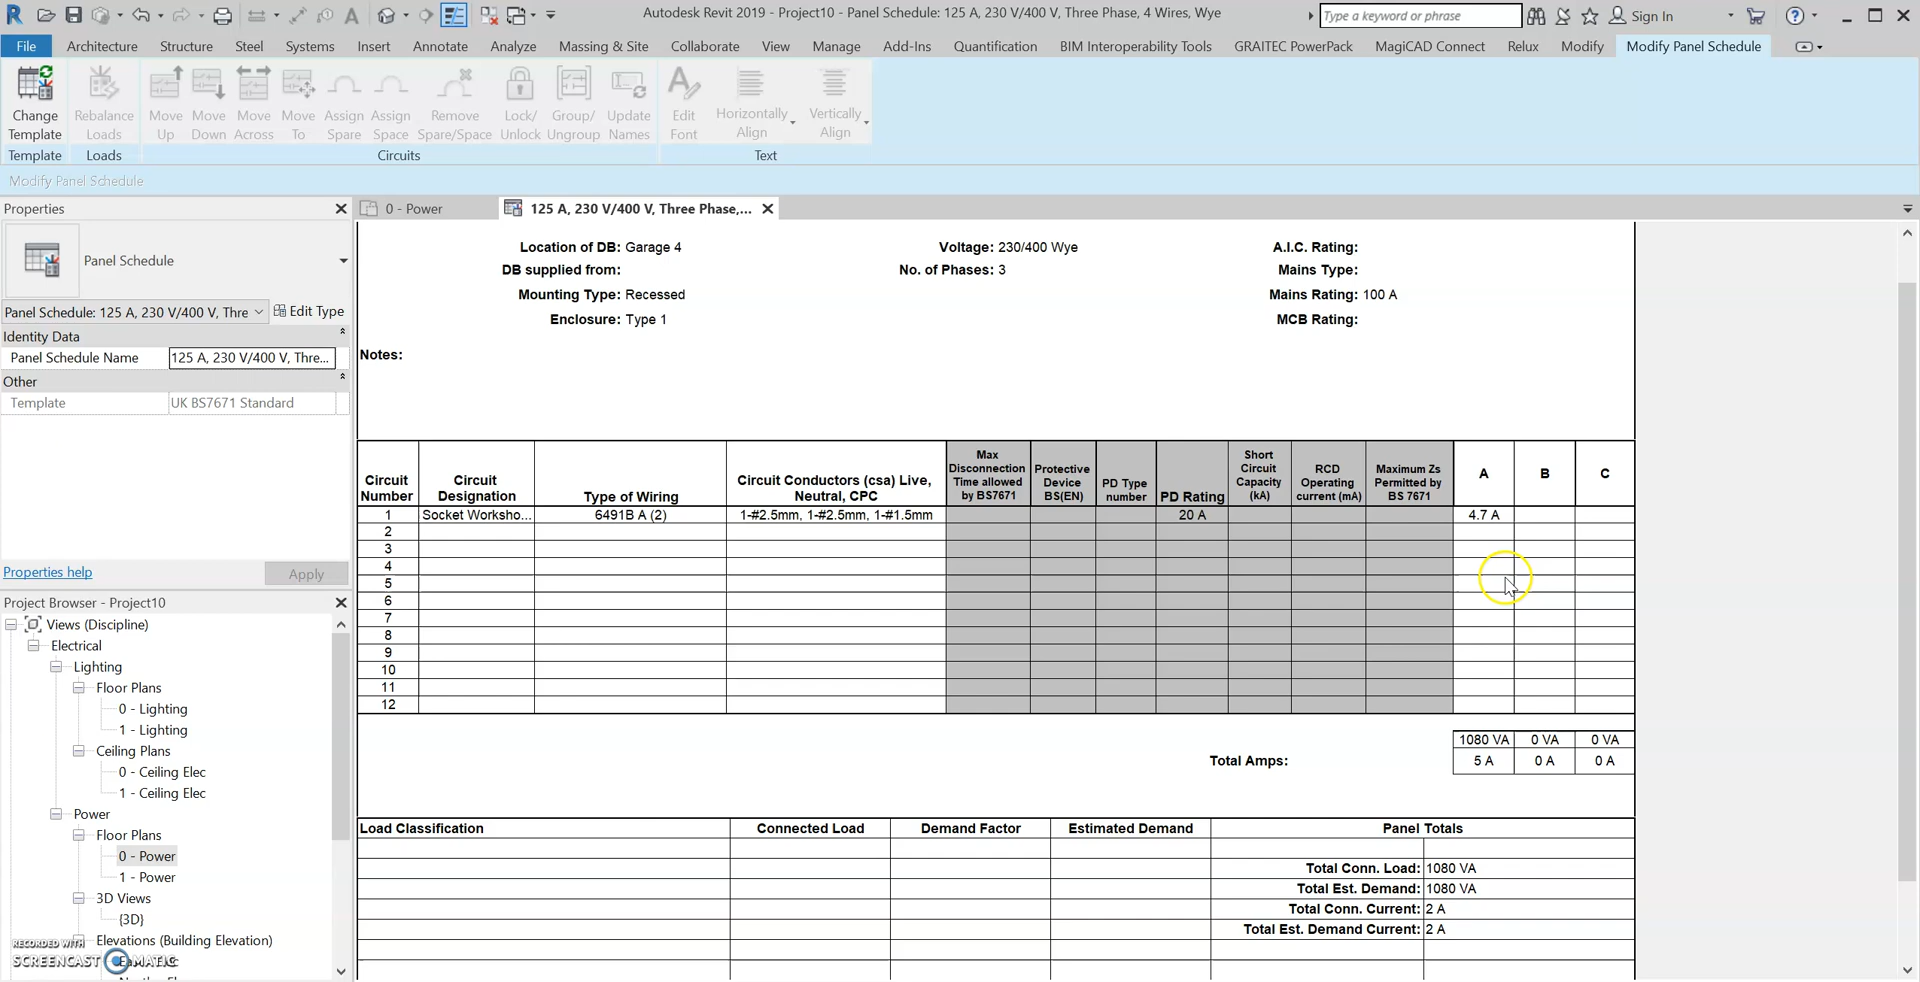 Autodesk Revit 2019 - Project10 - Panel Schedule: 125 A, 230 V/400 V, Three Phase, 4 Wires, Wye
Type a keyword or phrase
Sign In
File Architecture Structure Steel Systems Insert Annotate Analyze Massing & Site Collaborate View Manage Add-Ins Quantification BIM Interoperability Tools GRAITEC PowerPack MagiCAD Connect Relux Modify Modify Panel Schedule
Change Template
Rebalance Loads
Move Up
Move Down
Move Across
Move To
Assign Spare
Assign Space
Remove Spare/Space
Lock/ Unlock
Group/ Ungroup
Update Names
Edit Font
Horizontally Align
Vertically Align
Template Loads Circuits Text
Modify Panel Schedule
Properties
Panel Schedule
Panel Schedule: 125 A, 230 V/400 V, Thre Edit Type
Identity Data
Panel Schedule Name 125 A, 230 V/400 V, Thre...
Other
Template UK BS7671 Standard
Properties help Apply
Project Browser - Project10
Views (Discipline)
Electrical
Lighting
Floor Plans
0 - Lighting
1 - Lighting
Ceiling Plans
0 - Ceiling Elec
1 - Ceiling Elec
Power
Floor Plans
0 - Power
1 - Power
3D Views
{3D}
Elevations (Building Elevation)
RECORDED WITH
SCREENCAST MATIC
0 - Power
125 A, 230 V/400 V, Three Phase,...
Location of DB: Garage 4 Voltage: 230/400 Wye A.I.C. Rating:
DB supplied from: No. of Phases: 3 Mains Type:
Mounting Type: Recessed Mains Rating: 100 A
Enclosure: Type 1 MCB Rating:
Notes:
Circuit Number
Circuit Designation
Type of Wiring
Circuit Conductors (csa) Live, Neutral, CPC
Max Disconnection Time allowed by BS7671
Protective Device BS(EN)
PD Type number
PD Rating
Short Circuit Capacity (kA)
RCD Operating current (mA)
Maximum Zs Permitted by BS 7671
A B C
1 Socket Worksho... 6491B A (2) 1-#2.5mm, 1-#2.5mm, 1-#1.5mm 20 A 4.7 A
2
3
4
5
6
7
8
9
10
11
12
1080 VA 0 VA 0 VA
Total Amps: 5 A 0 A 0 A
Load Classification Connected Load Demand Factor Estimated Demand Panel Totals
Total Conn. Load: 1080 VA
Total Est. Demand: 1080 VA
Total Conn. Current: 2 A
Total Est. Demand Current: 2 A